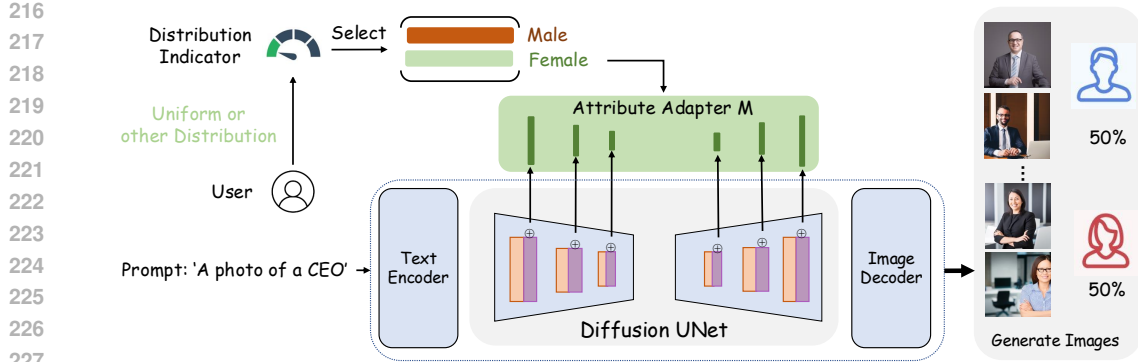 216
217
218
219
220
221
222
223
224
225
226
227
Distribution
Indicator
Select
Male
Female
Uniform or
other Distribution
Attribute Adapter M
User
Prompt: 'A photo of a CEO'
Text
Encoder
Diffusion UNet
Image
Decoder
50%
50%
Generate Images